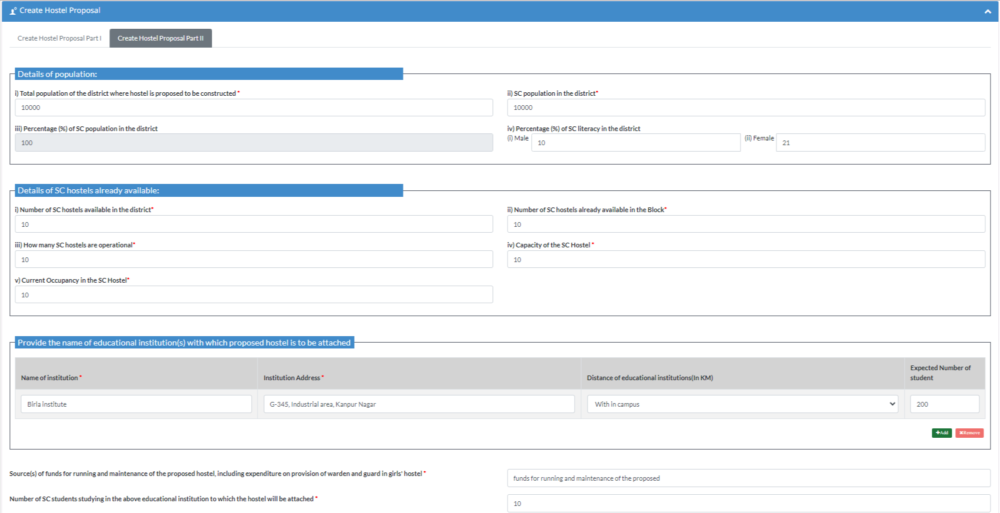 Create Hostel Proposal
Create Hostel Proposal Part I
Create Hostel Proposal Part II
Details of population:
i) Total population of the district where hostel is proposed to be constructed *
ii) SC population in the district*
10000
10000
iii) Percentage (%) of SC population in the district
iv) Percentage (%) of SC literacy in the district
100
(i) Male
10
(ii) Female
21
Details of SC hostels already available:
i) Number of SC hostels available in the district*
ii) Number of SC hostels already available in the Block*
10
10
iii) How many SC hostels are operational*
iv) Capacity of the SC Hostel *
10
10
v) Current Occupancy in the SC Hostel*
10
Provide the name of educational institution(s) with which proposed hostel is to be attached
Name of institution *
Institution Address *
Distance of educational institutions(In KM)
Expected Number of
student
Birla institute
G-345, Industrial area, Kanpur Nagar
With in campus
200
+Add
×Remove
Source(s) of funds for running and maintenance of the proposed hostel, including expenditure on provision of warden and guard in girls' hostel *
funds for running and maintenance of the proposed
Number of SC students studying in the above educational institution to which the hostel will be attached *
10